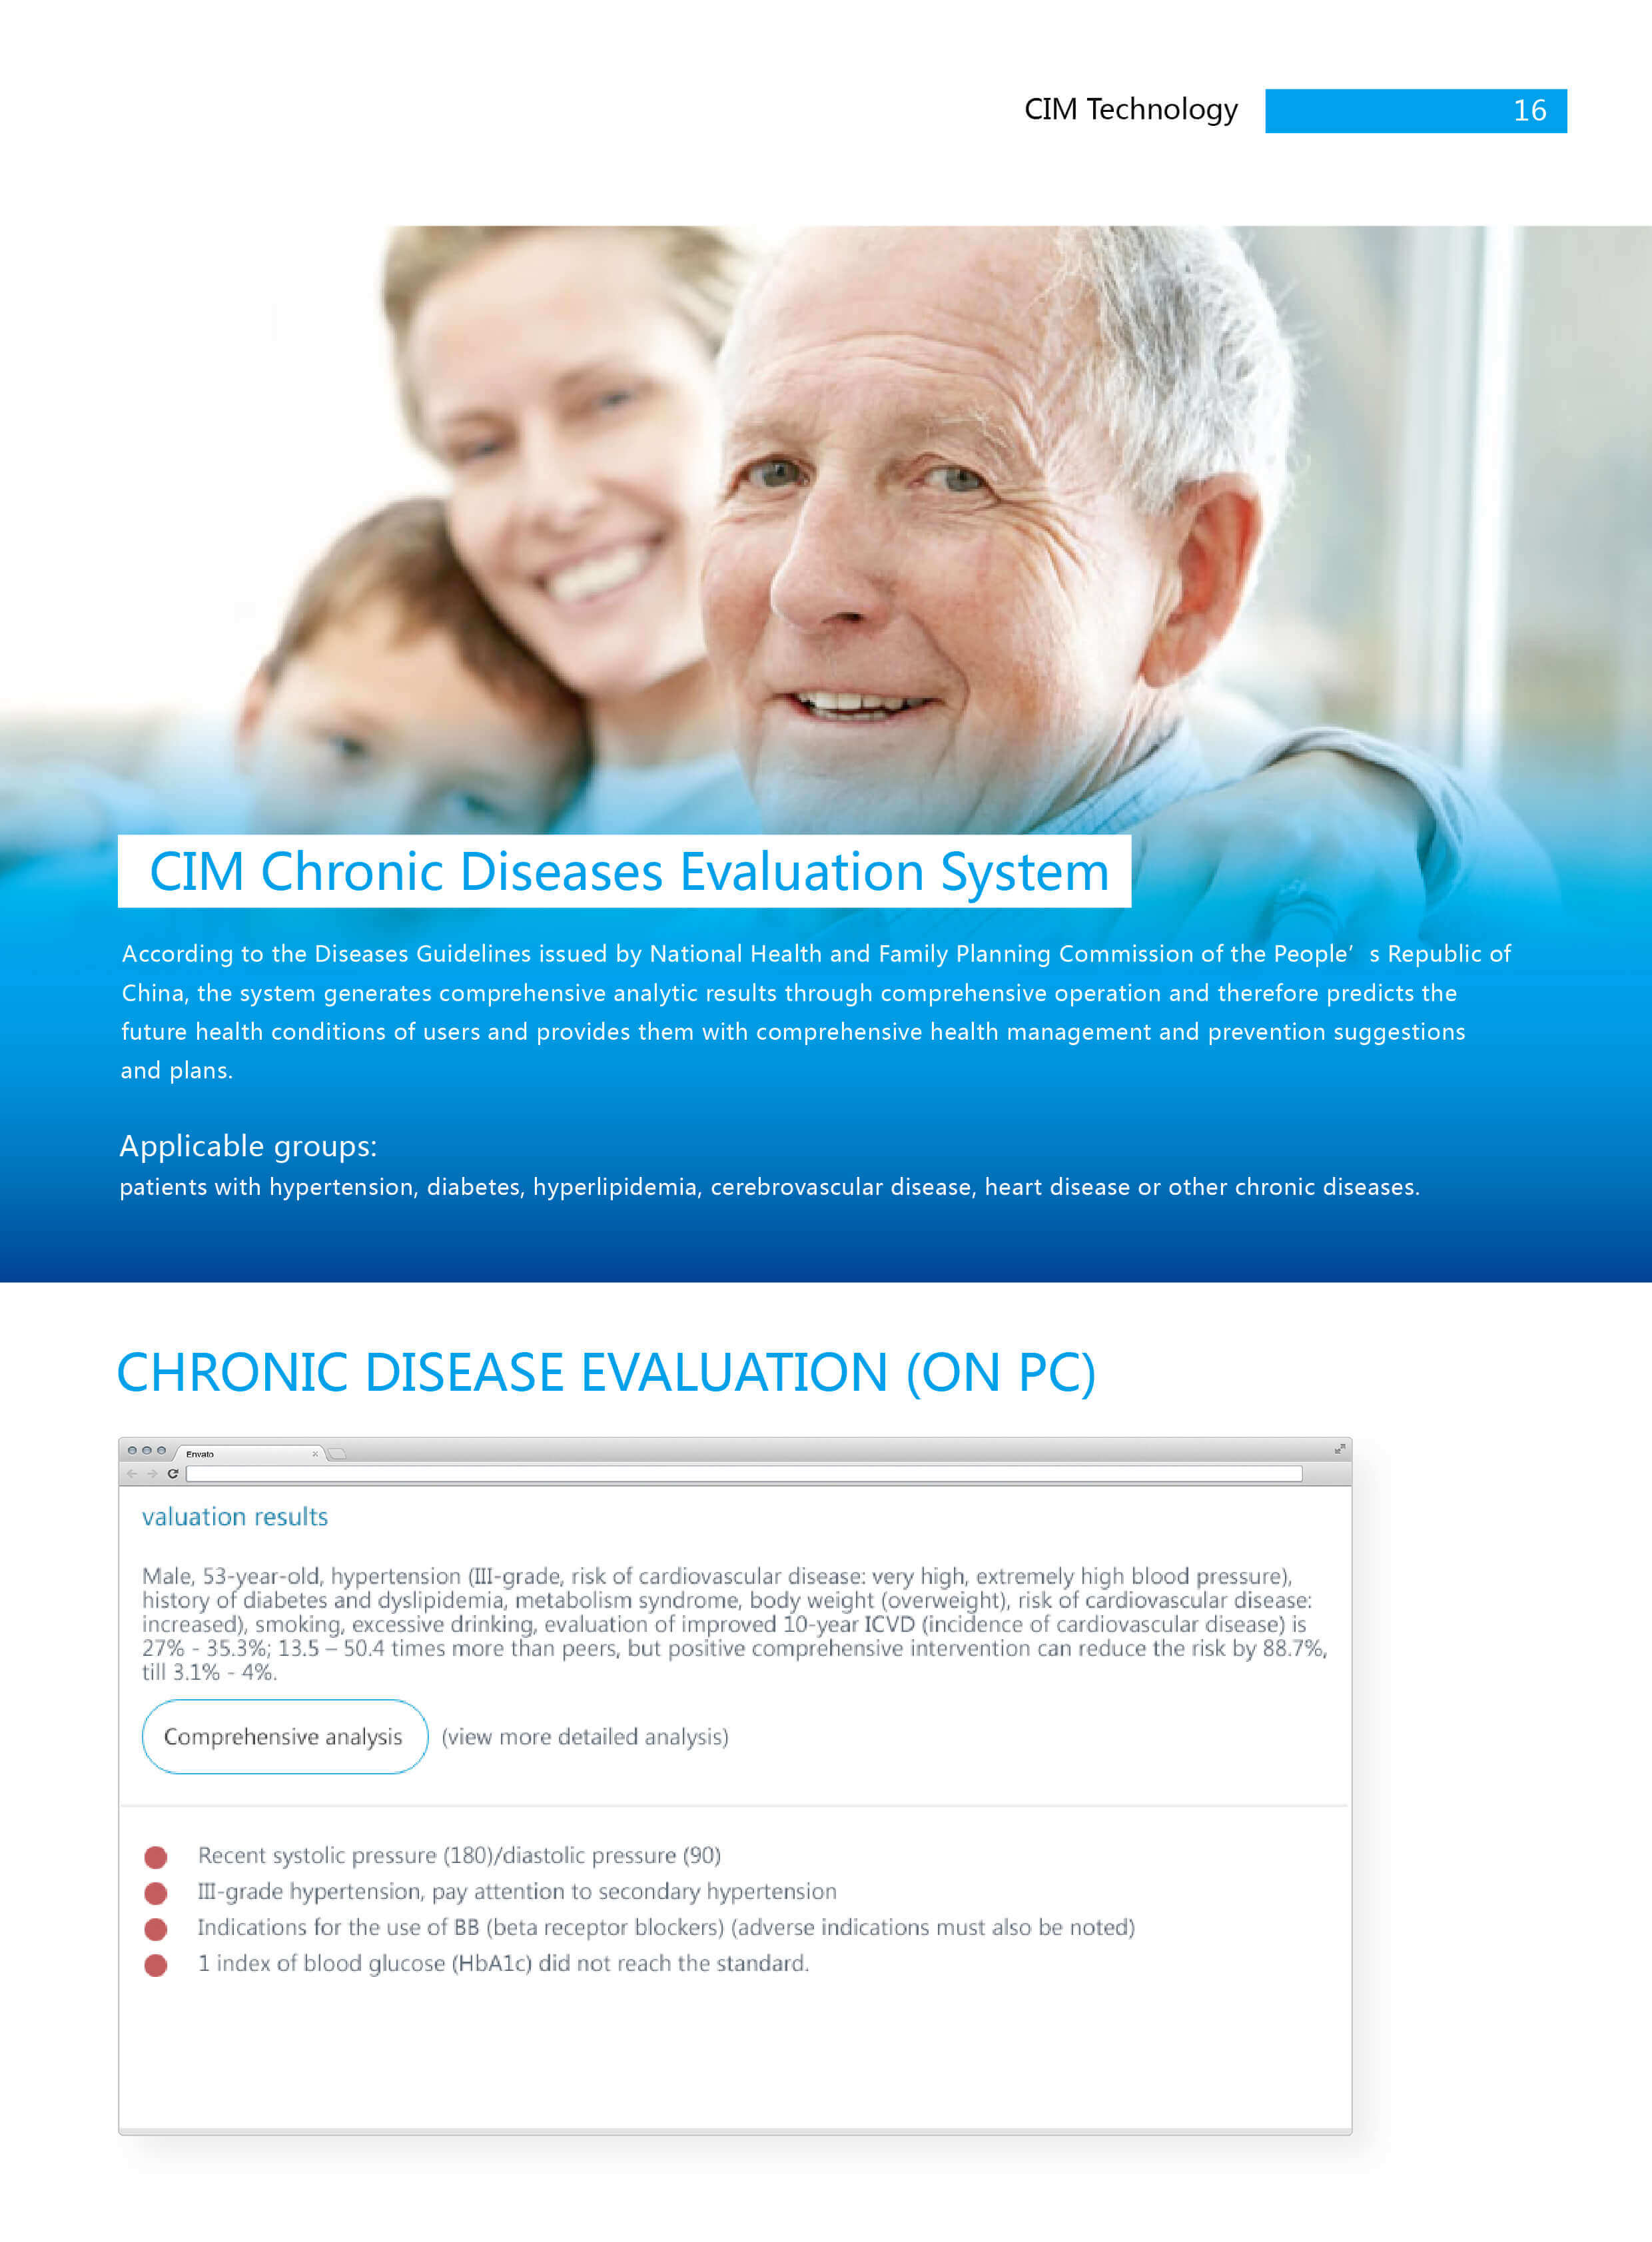 CIM Technology
16
CIM Chronic Diseases Evaluation System
According to the Diseases Guidelines issued by National Health and Family Planning Commission of the People’ s Republic of
China, the system generates comprehensive analytic results through comprehensive operation and therefore predicts the
future health conditions of users and provides them with comprehensive health management and prevention suggestions
and plans.
Applicable groups:
patients with hypertension, diabetes, hyperlipidemia, cerebrovascular disease, heart disease or other chronic diseases.
CHRONIC DISEASE EVALUATION (ON PC)
Envato
valuation results
Male, 53-year-old, hypertension (III-grade, risk of cardiovascular disease: very high, extremely high blood pressure),
history of diabetes and dyslipidemia, metabolism syndrome, body weight (overweight), risk of cardiovascular disease:
increased), smoking, excessive drinking, evaluation of improved 10-year ICVD (incidence of cardiovascular disease) is
27% - 35.3%; 13.5 – 50.4 times more than peers, but positive comprehensive intervention can reduce the risk by 88.7%,
till 3.1% - 4%.
Comprehensive analysis (view more detailed analysis)
Recent systolic pressure (180)/diastolic pressure (90)
III-grade hypertension, pay attention to secondary hypertension
Indications for the use of BB (beta receptor blockers) (adverse indications must also be noted)
1 index of blood glucose (HbA1c) did not reach the standard.